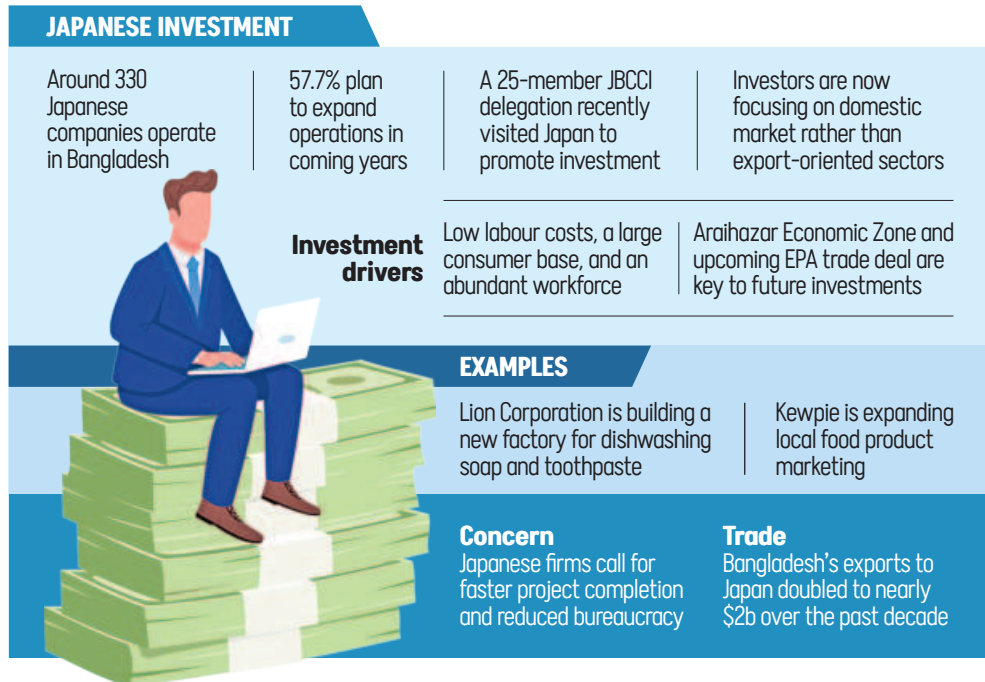 JAPANESE INVESTMENT
Around 330
Japanese
companies operate
in Bangladesh
57.7% plan
to expand
operations in
coming years
A 25-member JBCCI
delegation recently
visited Japan to
promote investment
Investors are now
focusing on domestic
market rather than
export-oriented sectors
Investment
drivers
Low labour costs, a large
consumer base, and an
abundant workforce
Araihazar Economic Zone and
upcoming EPA trade deal are
key to future investments
EXAMPLES
Lion Corporation is building a
new factory for dishwashing
soap and toothpaste
Kewpie is expanding
local food product
marketing
Concern
Japanese firms call for
faster project completion
and reduced bureaucracy
Trade
Bangladesh’s exports to
Japan doubled to nearly
$2b over the past decade